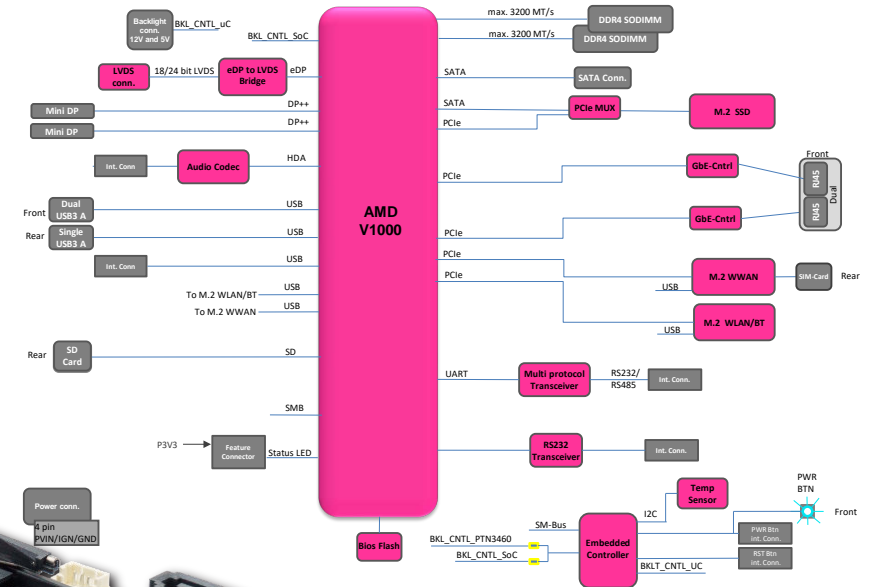 Backlight
conn.
12V and 5V
BKL_CNTL_uC
BKL_CNTL_SoC
LVDS
conn.
18/24 bit LVDS
eDP to LVDS
Bridge
eDP
Mini DP
DP++
Mini DP
DP++
Int. Conn
Audio Codec
HDA
Front
Dual
USB3 A
USB
Rear
Single
USB3 A
USB
Int. Conn
USB
To M.2 WLAN/BT
USB
To M.2 WWAN
USB
Rear
SD
Card
SD
SMB
P3V3
Feature
Connector
Status LED
Power conn.
4 pin
PVIN/IGN/GND
AMD
V1000
Bios Flash
max. 3200 MT/s
DDR4 SODIMM
max. 3200 MT/s
DDR4 SODIMM
SATA
SATA Conn.
SATA
PCIe
PCIe MUX
M.2 SSD
PCIe
GbE-Cntrl
Front
RJ45
RJ45
Dual
PCIe
GbE-Cntrl
PCIe
PCIe
M.2 WWAN
USB
SIM-Card
Rear
M.2 WLAN/BT
USB
UART
Multi protocol
Transceiver
RS232/
RS485
Int. Conn.
RS232
Transceiver
Int. Conn.
Temp
Sensor
I2C
PWR
BTN
Front
SM-Bus
BKL_CNTL_PTN3460
BKL_CNTL_SoC
Embedded
Controller
PWR Btn
Int. Conn.
RST Btn
Int. Conn.
BKLT_CNTL_UC